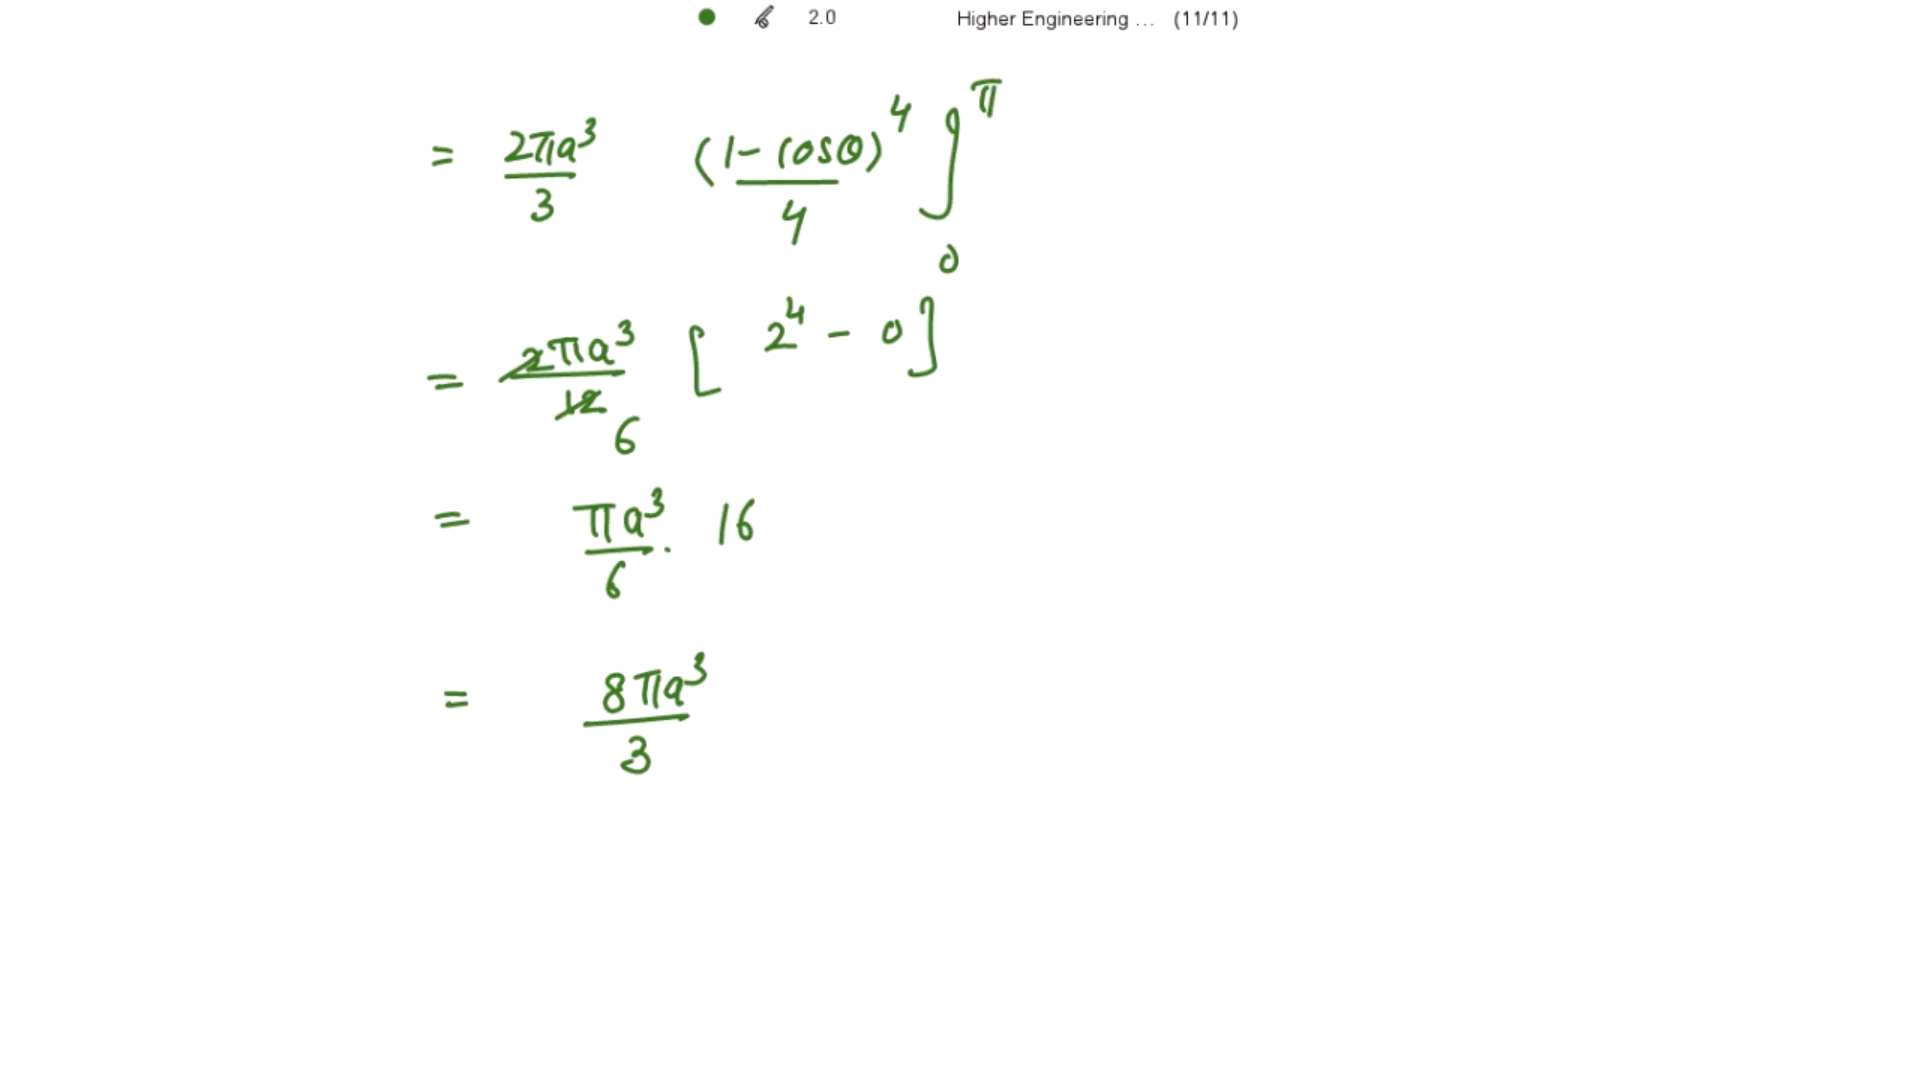 2.0 Higher Engineering ... (11/11)
= 2πa³/3 (1 - cosθ)⁴/4 ]₀^π
= 2πa³/12 6 [ 2⁴ - 0 ]
= πa³/6 . 16
= 8πa³/3